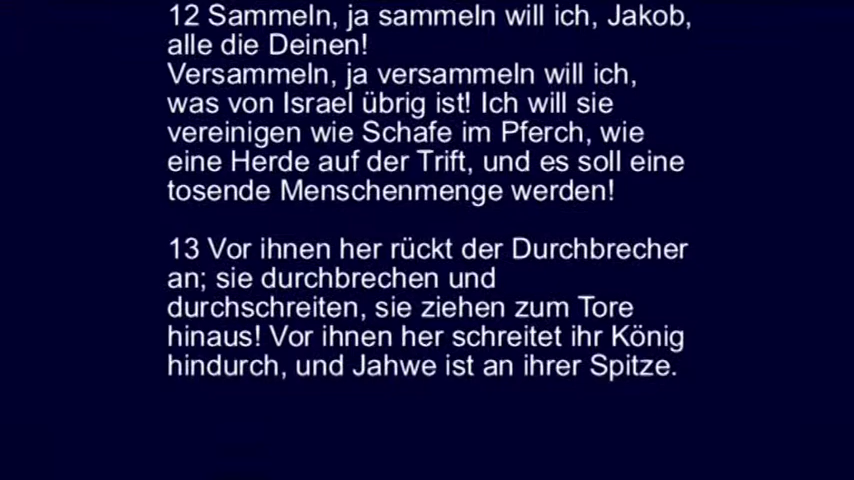 12 Sammeln, ja sammeln will ich, Jakob,
alle die Deinen!
Versammeln, ja versammeln will ich,
was von Israel übrig ist! Ich will sie
vereinigen wie Schafe im Pferch, wie
eine Herde auf der Trift, und es soll eine
tosende Menschenmenge werden!
13 Vor ihnen her rückt der Durchbrecher
an; sie durchbrechen und
durchschreiten, sie ziehen zum Tore
hinaus! Vor ihnen her schreitet ihr König
hindurch, und Jahwe ist an ihrer Spitze.